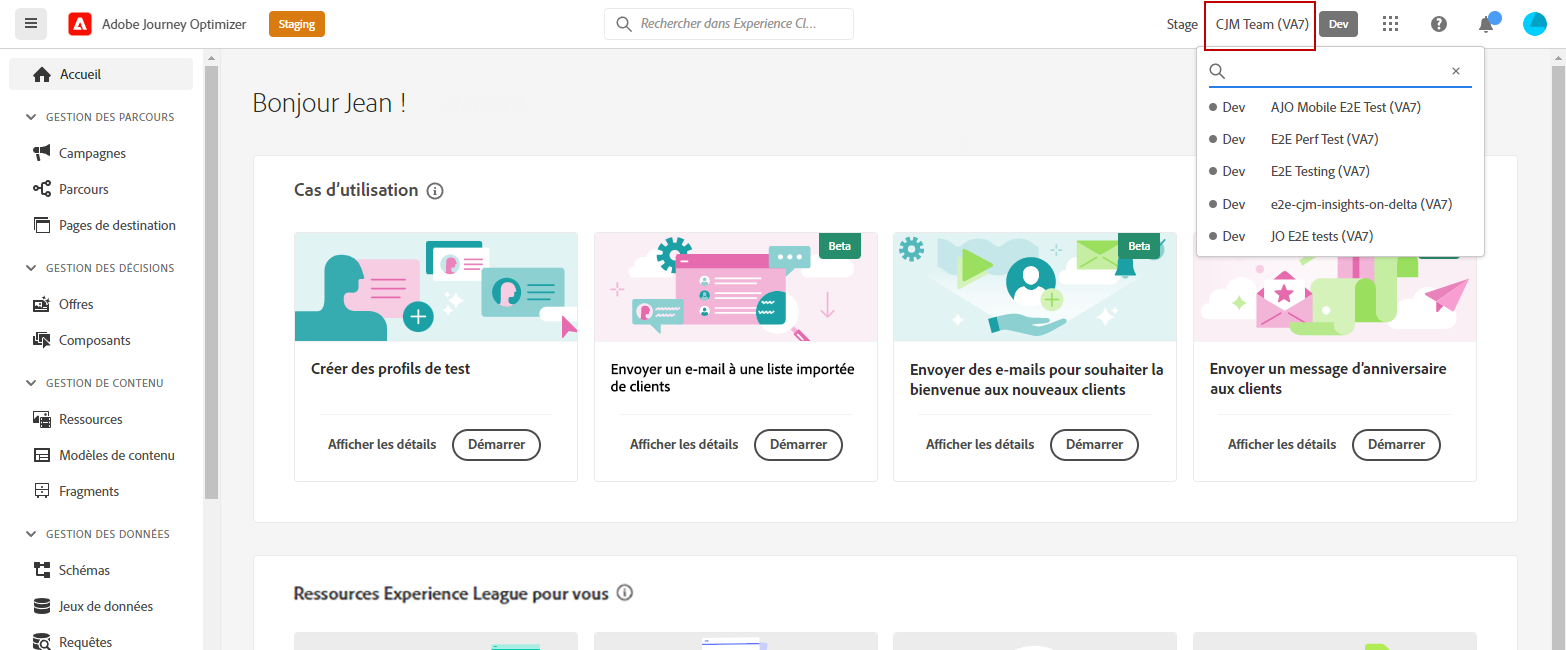 Adobe Journey Optimizer
Staging
Rechercher dans Experience Cl...
Stage
CJM Team (VA7)
Dev
Dev AJO Mobile E2E Test (VA7)
Dev E2E Perf Test (VA7)
Dev E2E Testing (VA7)
Dev e2e-cjm-insights-on-delta (VA7)
Dev JO E2E tests (VA7)
Accueil
GESTION DES PARCOURS
Campagnes
Parcours
Pages de destination
GESTION DES DÉCISIONS
Offres
Composants
GESTION DE CONTENU
Ressources
Modèles de contenu
Fragments
GESTION DES DONNÉES
Schémas
Jeux de données
Requêtes
Bonjour Jean !
Cas d’utilisation
Créer des profils de test
Afficher les détails
Démarrer
Beta
Envoyer un e-mail à une liste importée
de clients
Afficher les détails
Démarrer
Beta
Envoyer des e-mails pour souhaiter la
bienvenue aux nouveaux clients
Afficher les détails
Démarrer
Envoyer un message d’anniversaire
aux clients
Afficher les détails
Démarrer
Ressources Experience League pour vous